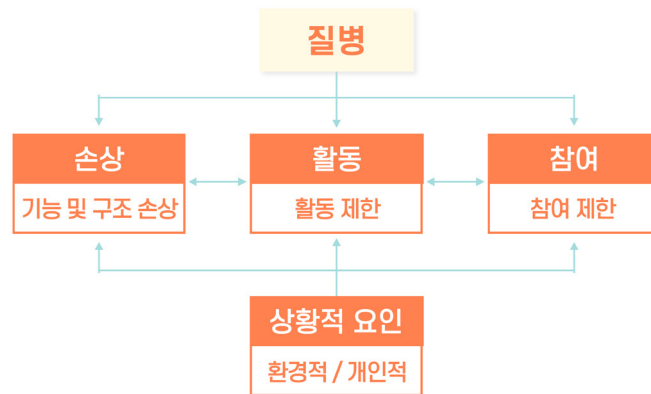 질병
손상
기능 및 구조 손상
활동
활동 제한
참여
참여 제한
상황적 요인
환경적 / 개인적